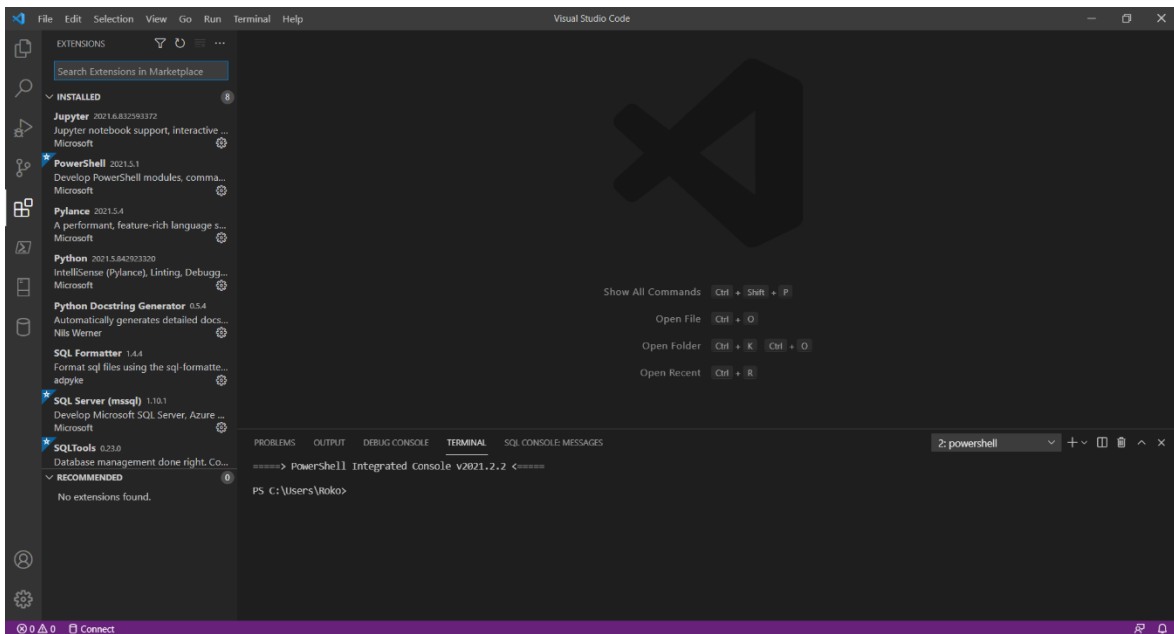 File Edit Selection View Go Run Terminal Help
Visual Studio Code
EXTENSIONS
Search Extensions in Marketplace
INSTALLED 8
Jupyter 2021.6.832593372
Jupyter notebook support, interactive ...
Microsoft
PowerShell 2021.5.1
Develop PowerShell modules, comma...
Microsoft
Pylance 2021.5.4
A performant, feature-rich language s...
Microsoft
Python 2021.5.842923320
IntelliSense (Pylance), Linting, Debugg...
Microsoft
Python Docstring Generator 0.5.4
Automatically generates detailed docs...
Nils Werner
SQL Formatter 1.4.4
Format sql files using the sql-formatte...
adpyke
SQL Server (mssql) 1.10.1
Develop Microsoft SQL Server, Azure ...
Microsoft
SQLTools 0.23.0
Database management done right. Co...
RECOMMENDED 0
No extensions found.
Show All Commands Ctrl + Shift + P
Open File Ctrl + O
Open Folder Ctrl + K Ctrl + O
Open Recent Ctrl + R
PROBLEMS OUTPUT DEBUG CONSOLE TERMINAL SQL CONSOLE: MESSAGES
2: powershell
=====> PowerShell Integrated Console v2021.2.2 <=====
PS C:\Users\Roko>
0 0 Connect